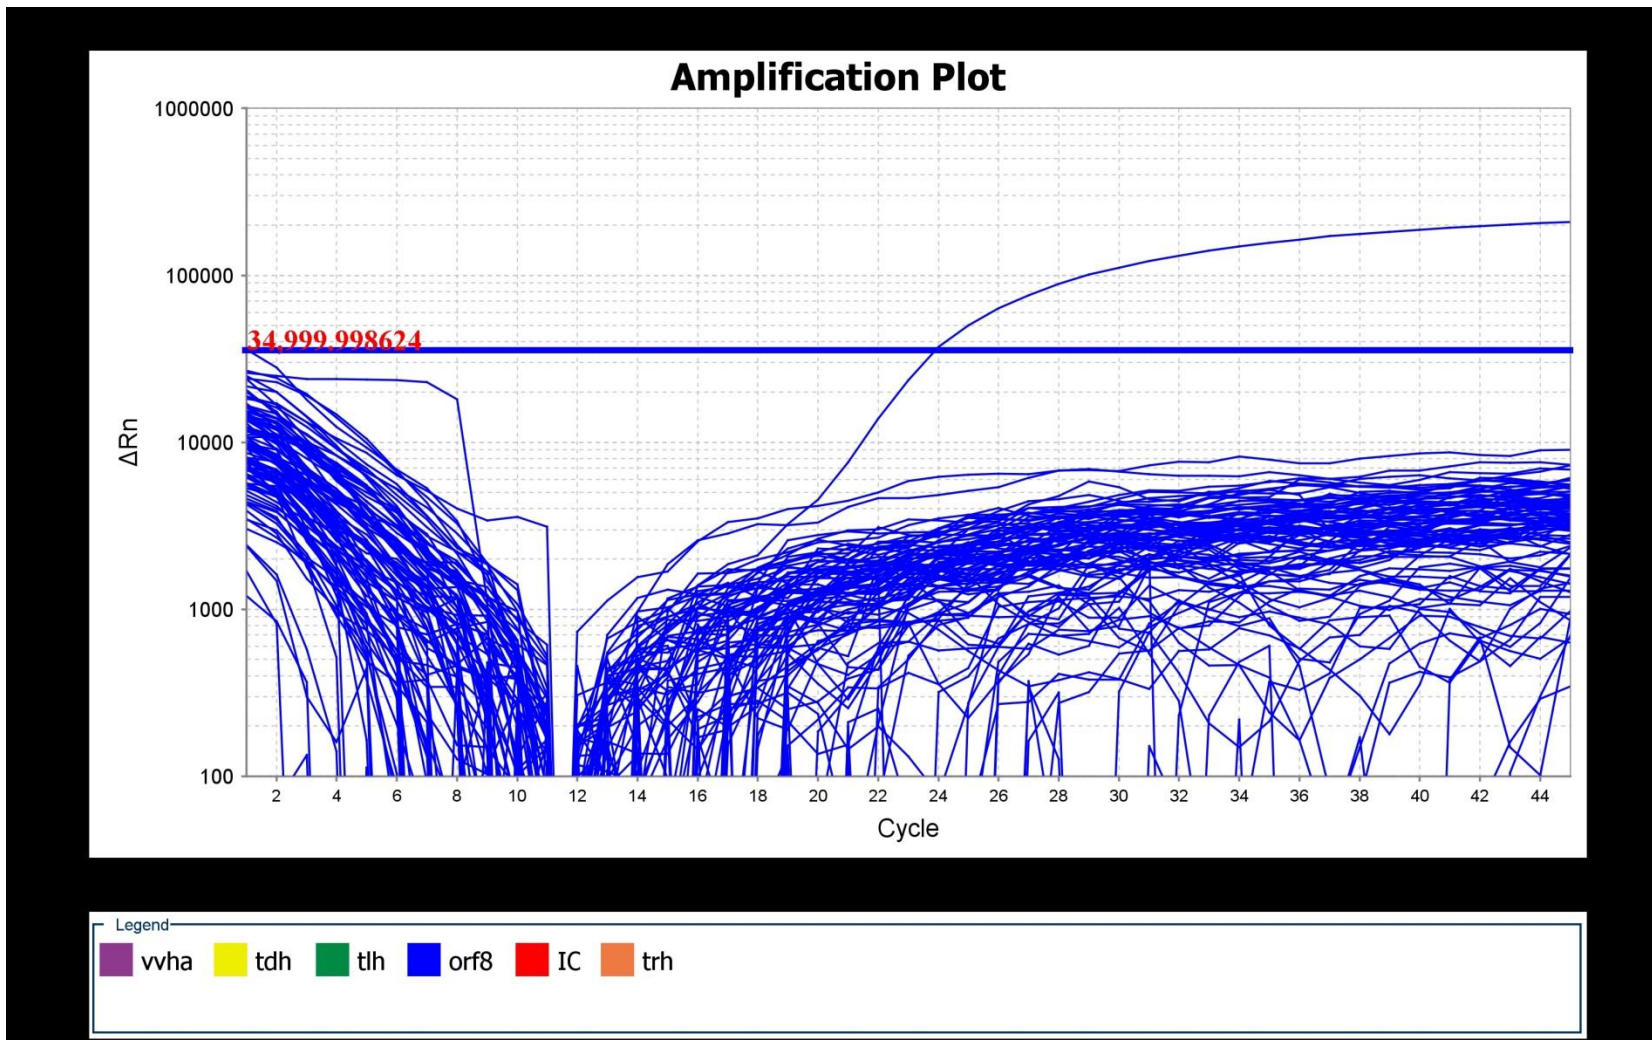 Amplification Plot
1000000
100000
10000
1000
100
34,999.998624
ΔRn
2 4 6 8 10 12 14 16 18 20 22 24 26 28 30 32 34 36 38 40 42 44
Cycle
Legend
vvha tdh tlh orf8 IC trh